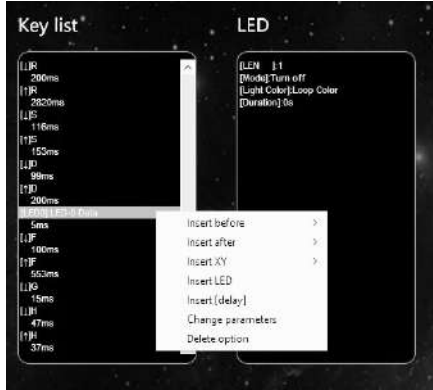 Key list
[↓]R
200ms
[↑]R
2820ms
[↓]S
116ms
[↑]S
153ms
[↓]D
99ms
[↑]D
200ms
[LED0] LED-0 Data
5ms
[↓]F
100ms
[↑]F
553ms
[↓]G
15ms
[↓]H
47ms
[↑]H
37ms
LED
[LEN ]:1
[Mode]:Turn off
[Light Color]:Loop Color
[Duration]:0s
Insert before
Insert after
Insert XY
Insert LED
Insert [delay]
Change parameters
Delete option